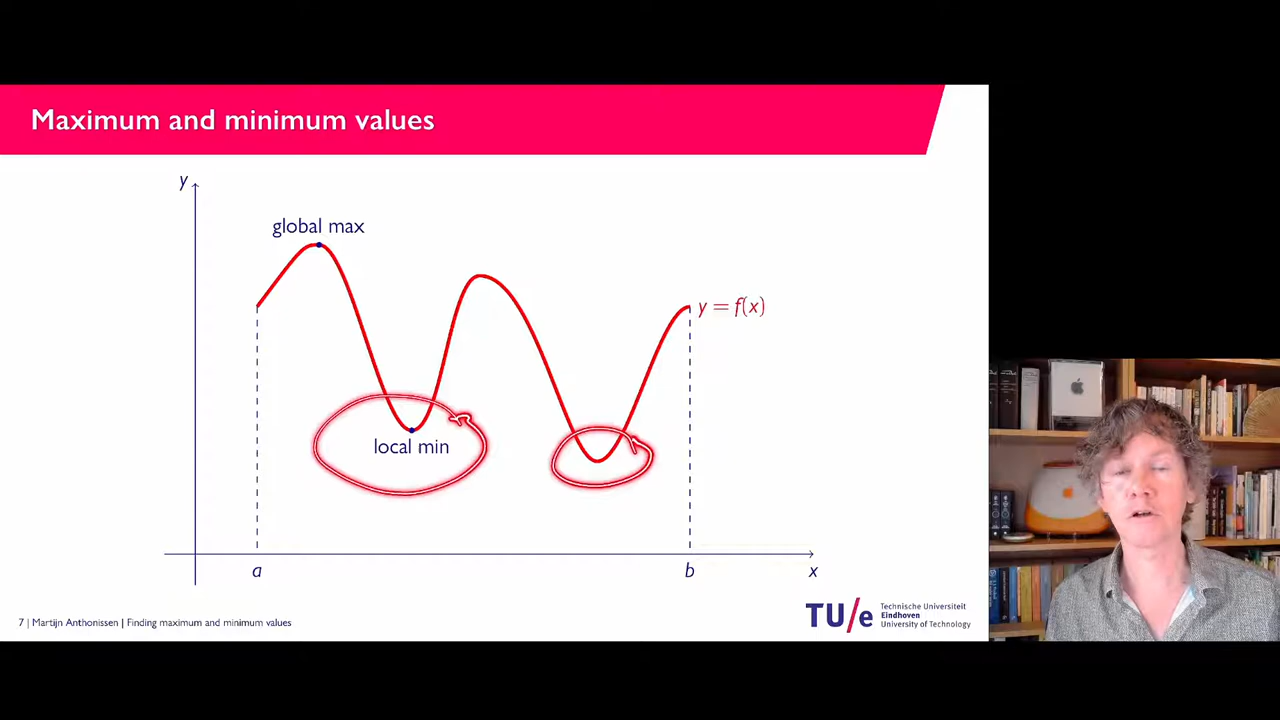 Maximum and minimum values
y
global max
y = f(x)
local min
a
b
x
7 | Martijn Anthonissen | Finding maximum and minimum values
TU/e
Technische Universiteit
Eindhoven
University of Technology